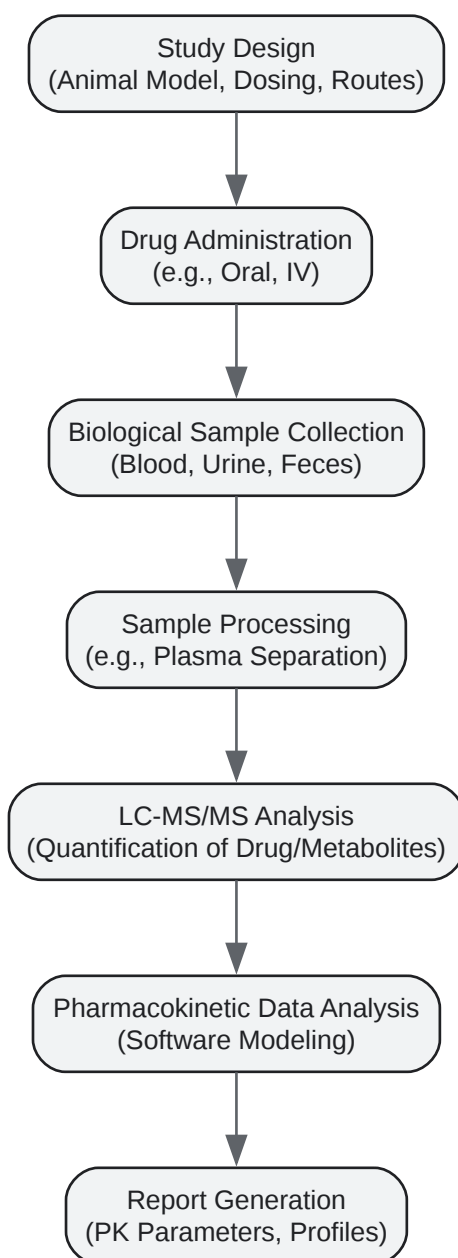 Study Design
(Animal Model, Dosing, Routes)
Drug Administration
(e.g., Oral, IV)
Biological Sample Collection
(Blood, Urine, Feces)
Sample Processing
(e.g., Plasma Separation)
LC-MS/MS Analysis
(Quantification of Drug/Metabolites)
Pharmacokinetic Data Analysis
(Software Modeling)
Report Generation
(PK Parameters, Profiles)